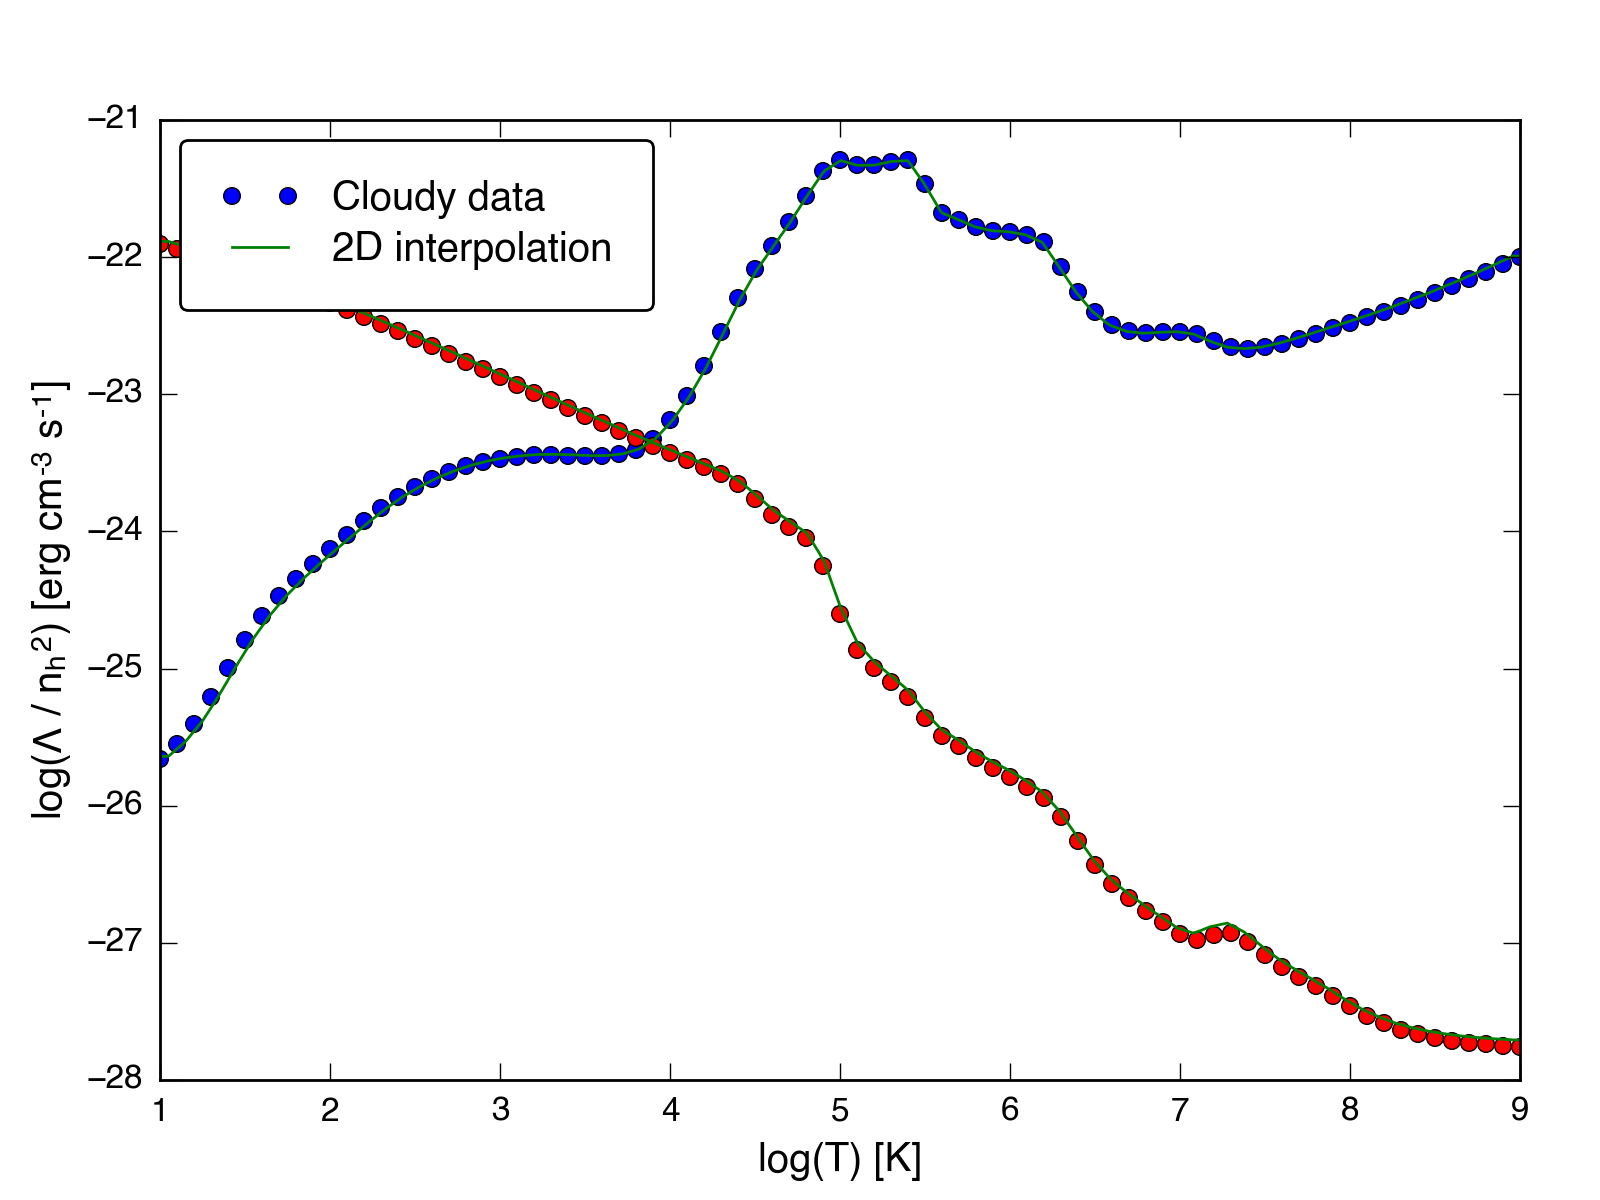 Cloudy data
2D interpolation
−21
−22
−23
−24
−25
−26
−27
−28
log(Λ / nₕ²) [erg cm⁻³ s⁻¹]
1 2 3 4 5 6 7 8 9
log(T) [K]